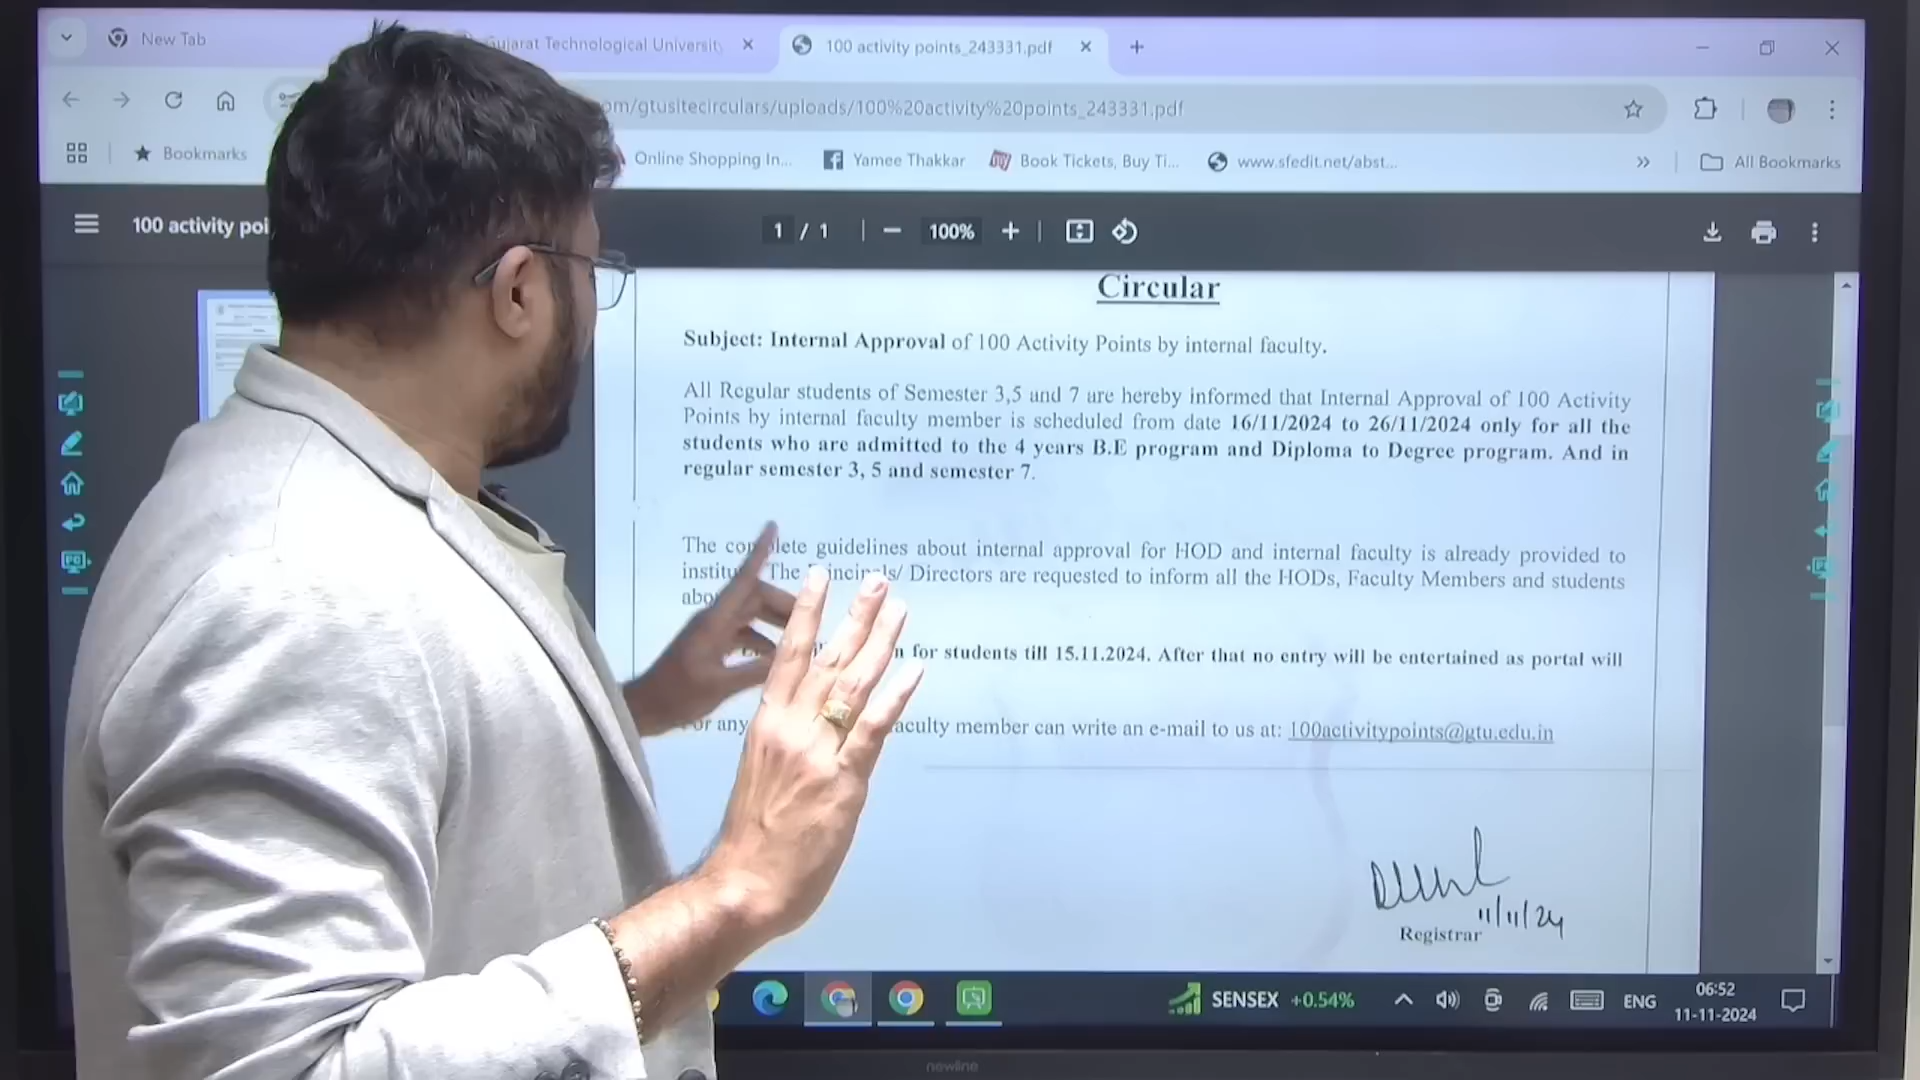 New Tab
Gujarat Technological University
100 activity points_243331.pdf
om/gtusitecirculars/uploads/100%20activity%20points_243331.pdf
Bookmarks
Online Shopping In...
Yamee Thakkar
Book Tickets, Buy Ti...
www.sfedit.net/abst...
All Bookmarks
100 activity poi
1 / 1
100%
Circular
Subject: Internal Approval of 100 Activity Points by internal faculty.
All Regular students of Semester 3,5 and 7 are hereby informed that Internal Approval of 100 Activity
Points by internal faculty member is scheduled from date 16/11/2024 to 26/11/2024 only for all the
students who are admitted to the 4 years B.E program and Diploma to Degree program. And in
regular semester 3, 5 and semester 7.
The complete guidelines about internal approval for HOD and internal faculty is already provided to
The Directors are requested to inform all the HODs, Faculty Members and students
for students till 15.11.2024. After that no entry will be entertained as portal will
any faculty member can write an e-mail to us at: 100activitypoints@gtu.edu.in
11/11/24
Registrar
SENSEX +0.54%
ENG
06:52
11-11-2024
newline